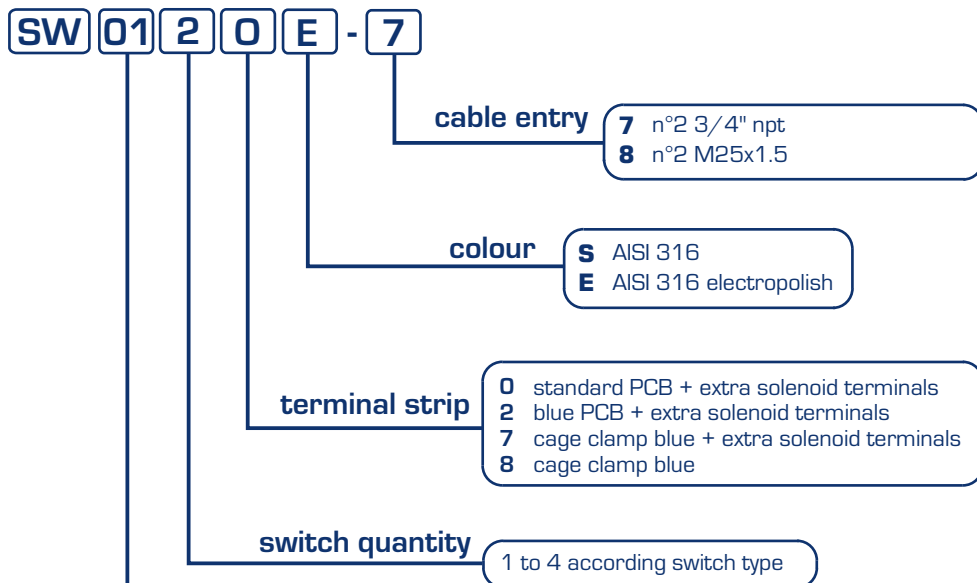 SW 01 2 0 E - 7
cable entry
7 n°2 3/4" npt
8 n°2 M25x1.5
colour
S AISI 316
E AISI 316 electropolish
terminal strip
0 standard PCB + extra solenoid terminals
2 blue PCB + extra solenoid terminals
7 cage clamp blue + extra solenoid terminals
8 cage clamp blue
switch quantity
1 to 4 according switch type